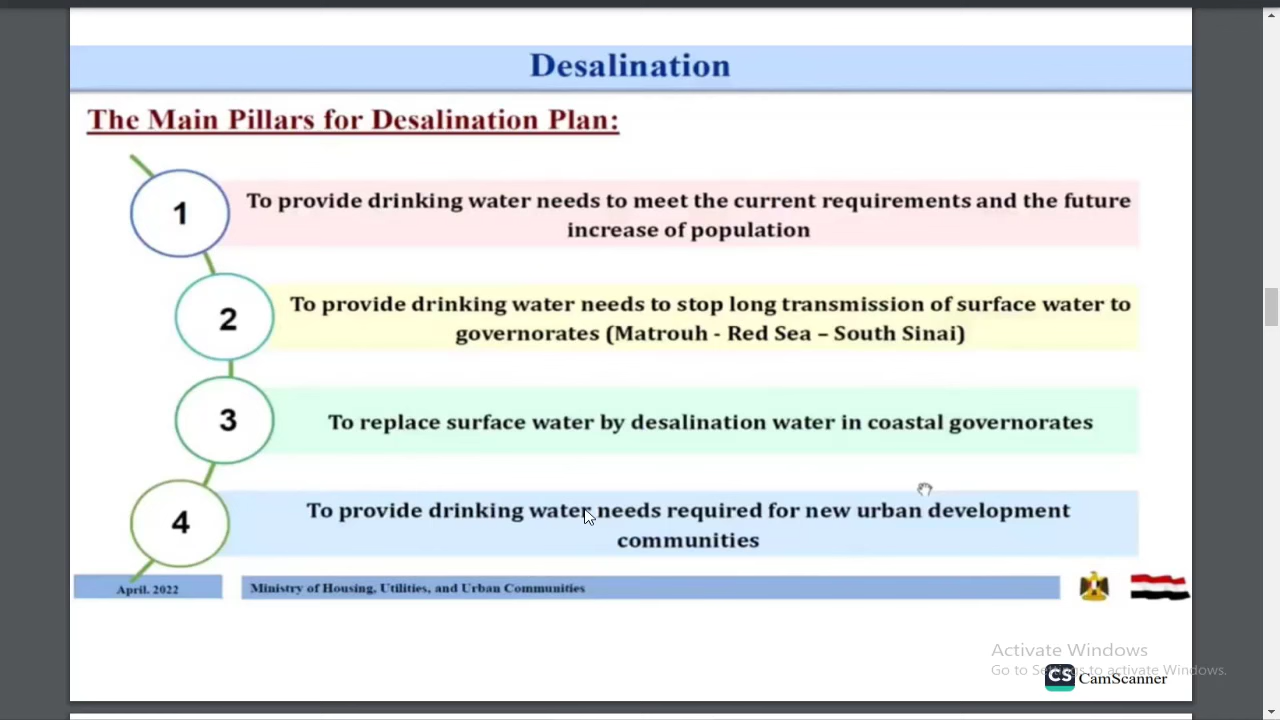 Desalination
The Main Pillars for Desalination Plan:
1
To provide drinking water needs to meet the current requirements and the future
increase of population
2
To provide drinking water needs to stop long transmission of surface water to
governorates (Matrouh - Red Sea – South Sinai)
3
To replace surface water by desalination water in coastal governorates
4
To provide drinking water needs required for new urban development
communities
April. 2022
Ministry of Housing, Utilities, and Urban Communities
Activate Windows
Go to Settings to activate Windows.
CS CamScanner